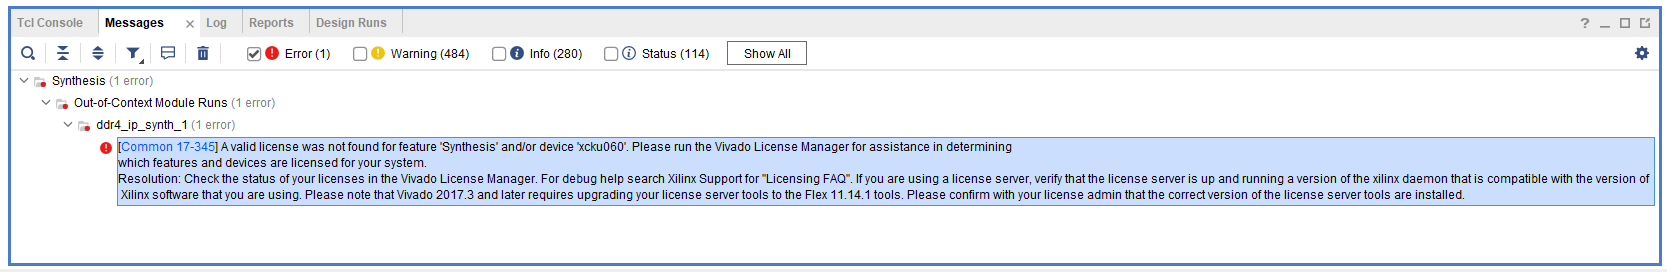 Tcl Console Messages × Log Reports Design Runs ? _
Error (1) Warning (484) Info (280) Status (114) Show All
Synthesis (1 error)
Out-of-Context Module Runs (1 error)
ddr4_ip_synth_1 (1 error)
[Common 17-345] A valid license was not found for feature 'Synthesis' and/or device 'xcku060'. Please run the Vivado License Manager for assistance in determining
which features and devices are licensed for your system.
Resolution: Check the status of your licenses in the Vivado License Manager. For debug help search Xilinx Support for "Licensing FAQ". If you are using a license server, verify that the license server is up and running a version of the xilinx daemon that is compatible with the version of
Xilinx software that you are using. Please note that Vivado 2017.3 and later requires upgrading your license server tools to the Flex 11.14.1 tools. Please confirm with your license admin that the correct version of the license server tools are installed.